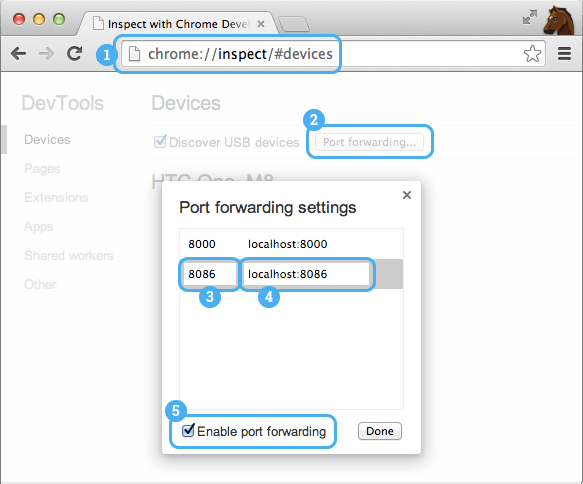 Inspect with Chrome Devel
1 chrome://inspect/#devices
DevTools
Devices
Pages
Extensions
Apps
Shared workers
Other
Devices
2
Discover USB devices Port forwarding...
HTC One M8
Port forwarding settings
8000 localhost:8000
8086 localhost:8086
3 4
5
Enable port forwarding Done